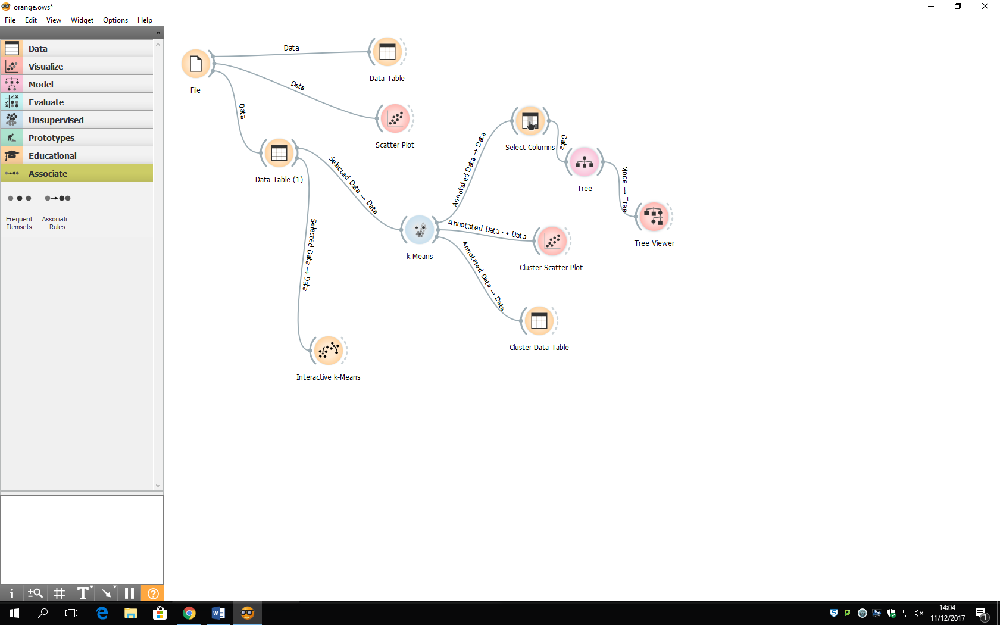 orange.ows*
File Edit View Widget Options Help
«
Data
Visualize
Model
Evaluate
Unsupervised
Prototypes
Educational
Associate
Frequent
Itemsets
Associati...
Rules
Data
Data
Data
File
Data Table
Scatter Plot
Data Table (1)
Selected Data → Data
Selected Data → Data
Annotated Data → Data
Select Columns
Data
Tree
Model → Tree
Tree Viewer
Annotated Data → Data
Cluster Scatter Plot
k-Means
Annotated Data → Data
Cluster Data Table
Interactive k-Means
14:04
11/12/2017
1